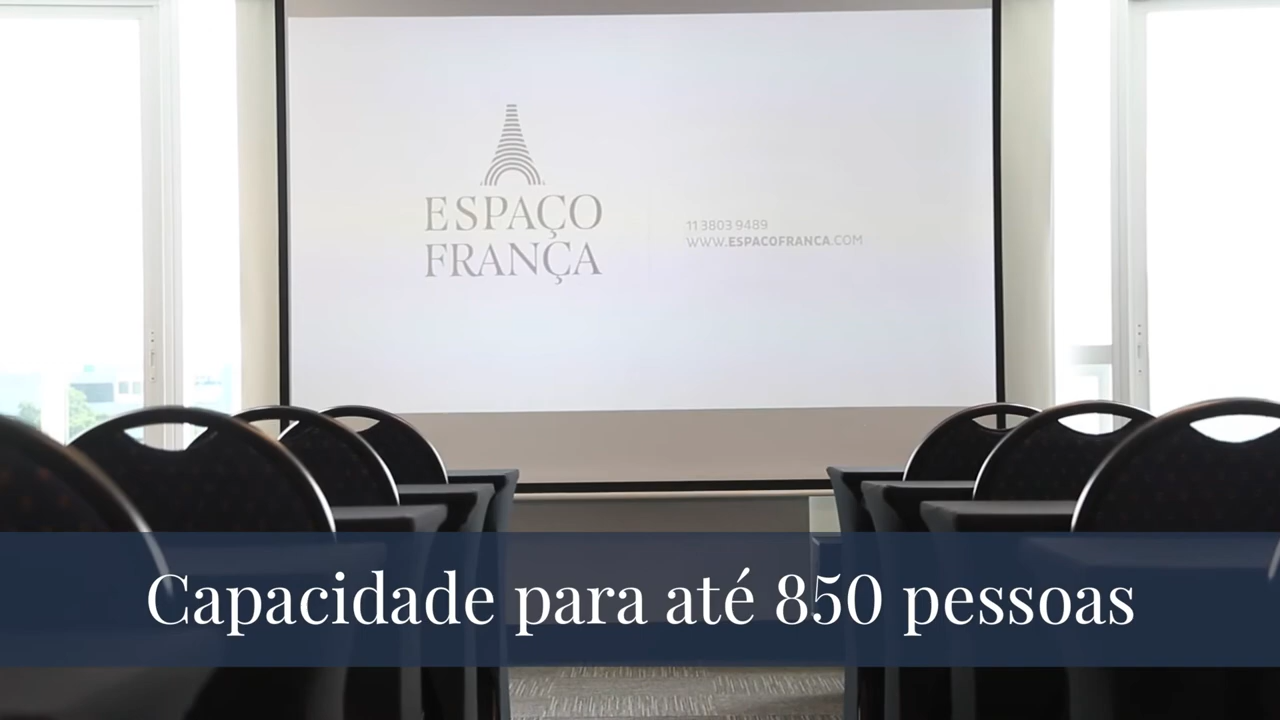 ESPAÇO
FRANÇA
11 3803 9489
WWW.ESPACOFRANCA.COM
Capacidade para até 850 pessoas